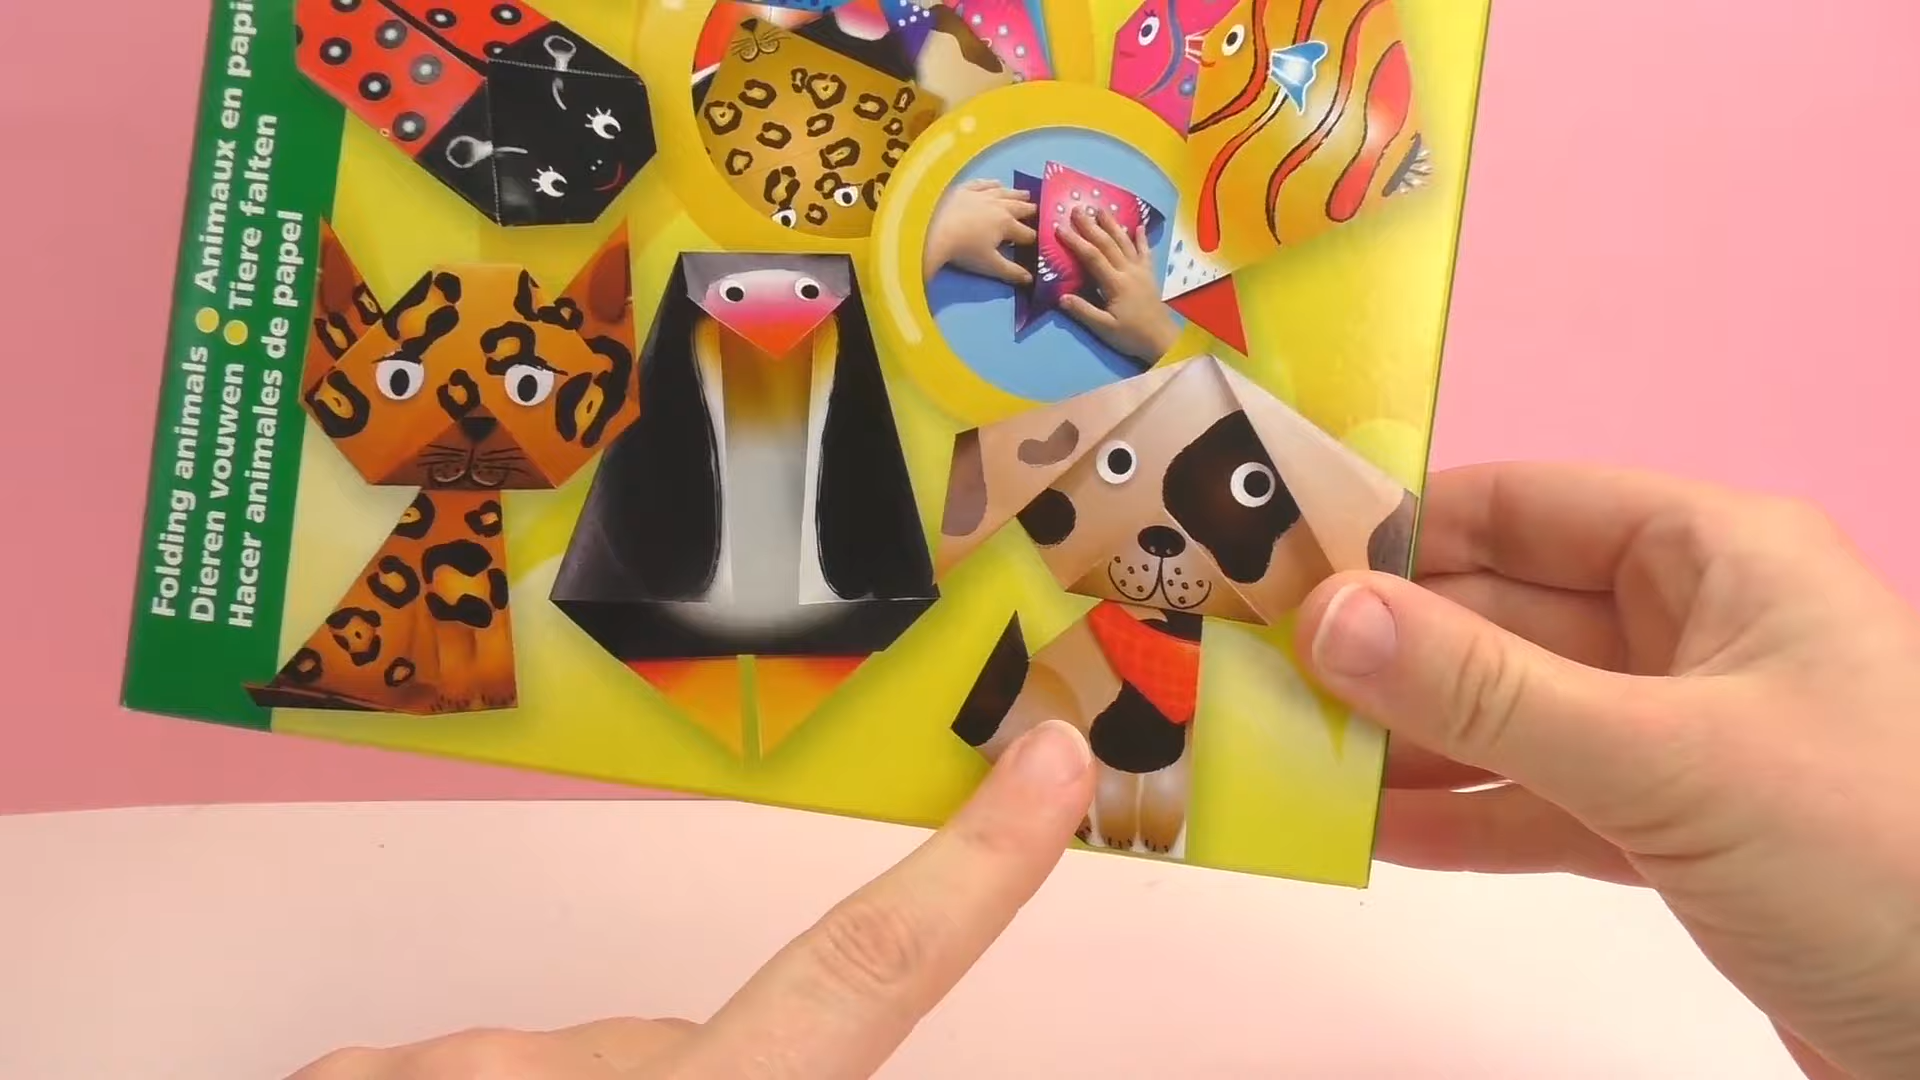 Folding animals ● Animaux en papi
Dieren vouwen ● Tiere falten
Hacer animales de papel